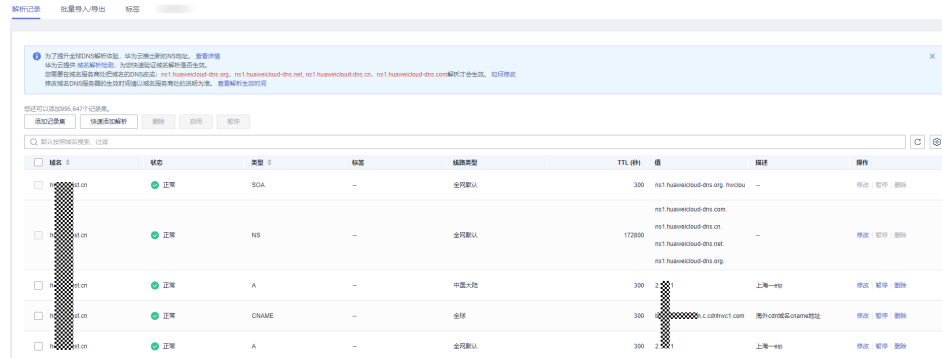 解析记录 批量导入/导出 标签
为了提升全球DNS解析体验，华为云推出新的NS地址。 查看详情
华为云提供 域名解析检测，为您快速验证域名解析是否生效。
您需要在域名服务商处把域名的DNS改成：ns1.huaweicloud-dns.org、ns1.huaweicloud-dns.net、ns1.huaweicloud-dns.cn、ns1.huaweicloud-dns.com解析才会生效。 如何修改
修改域名DNS服务器的生效时间请以域名服务商处的说明为准。 查看解析生效时间
您还可以添加995,647个记录集。
添加记录集 快速添加解析 删除 启用 暂停
默认按照域名搜索、过滤
域名 状态 类型 标签 线路类型 TTL (秒) 值 描述 操作
st.cn 正常 SOA -- 全网默认 300 ns1.huaweicloud-dns.org. hwclou -- 修改 暂停 删除
ns1.huaweicloud-dns.com.
ns1.huaweicloud-dns.cn.
st.cn 正常 NS -- 全网默认 172800 -- 修改 暂停 删除
ns1.huaweicloud-dns.net.
ns1.huaweicloud-dns.org.
st.cn 正常 A -- 中国大陆 300 上海一eip 修改 暂停 删除
st.cn 正常 CNAME -- 全球 300 .c.cdnhwc1.com 海外cdn域名cname地址 修改 暂停 删除
st.cn 正常 A -- 全网默认 300 上海一eip 修改 暂停 删除